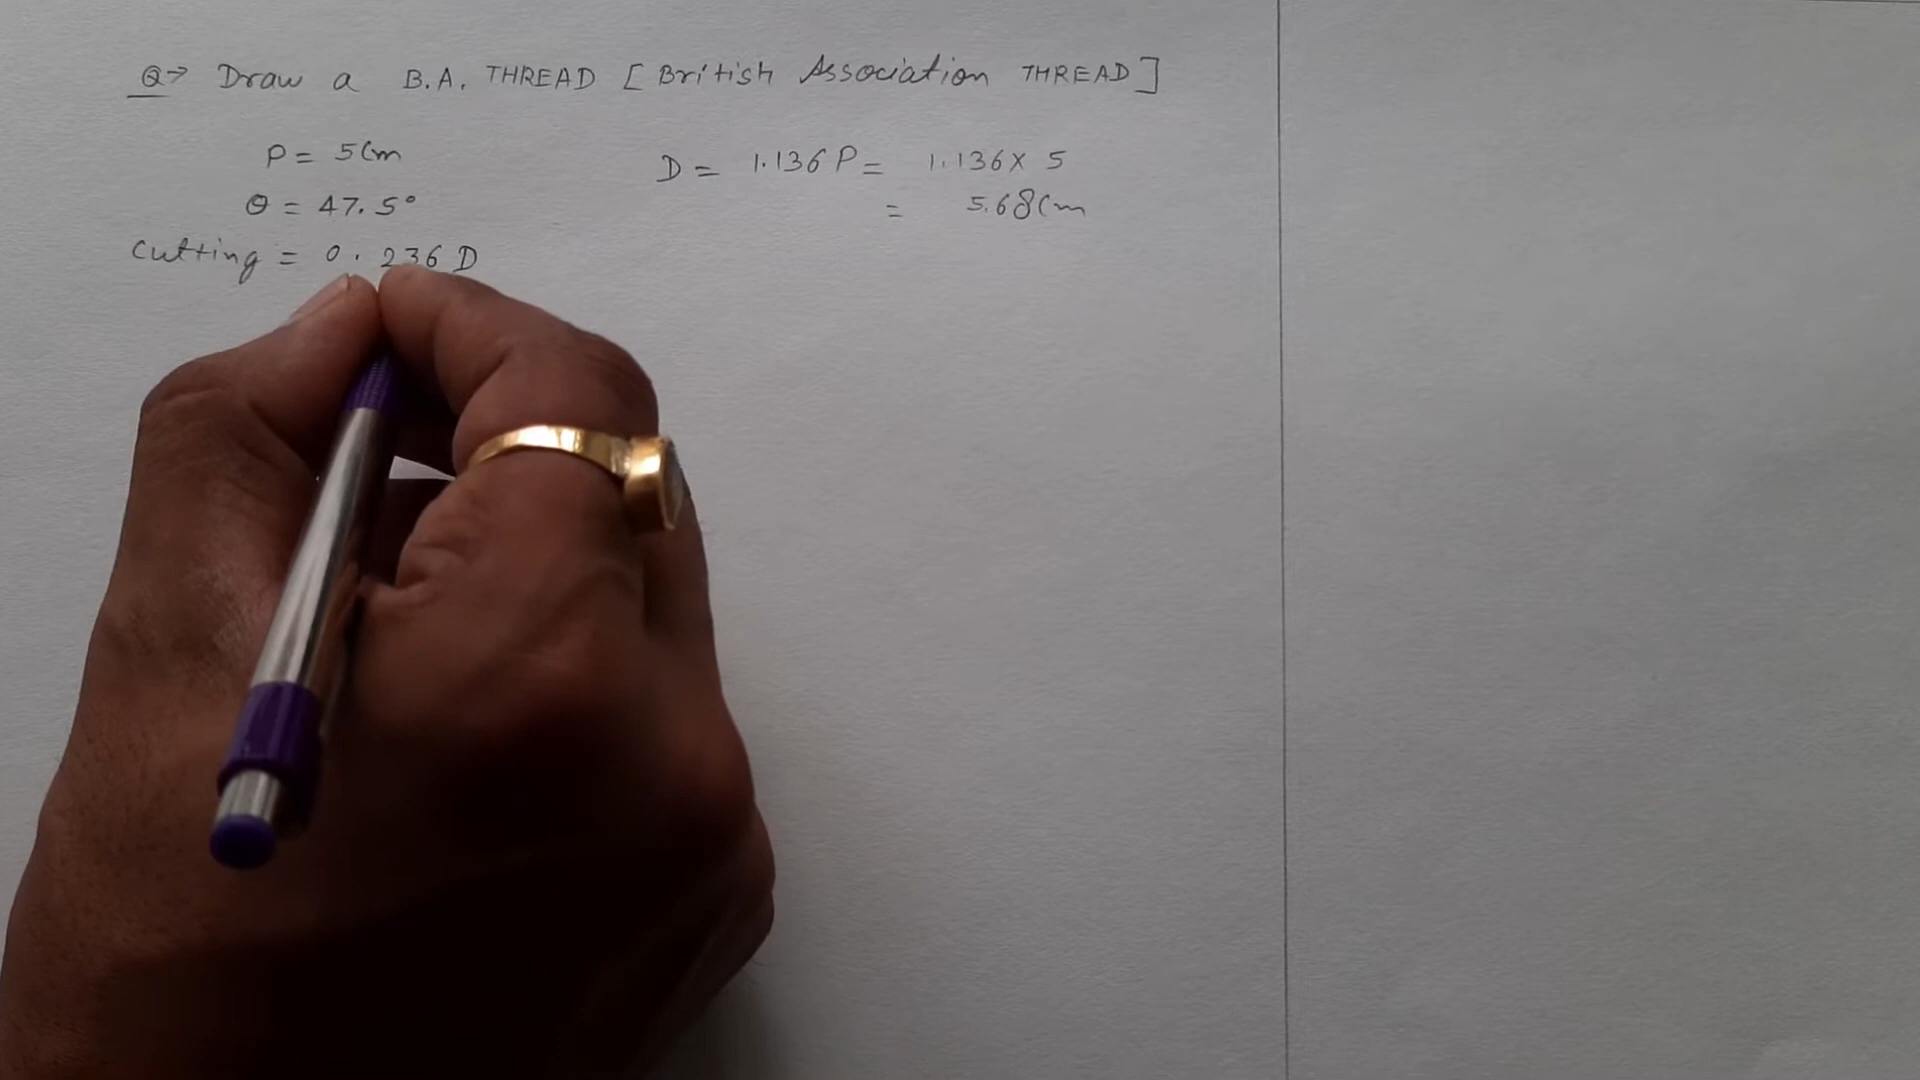 Q→ Draw a B.A. THREAD [British Association THREAD]
P = 5cm
θ = 47.5°
Cutting = 0.236 D
D = 1.136 P = 1.136 x 5
= 5.68cm